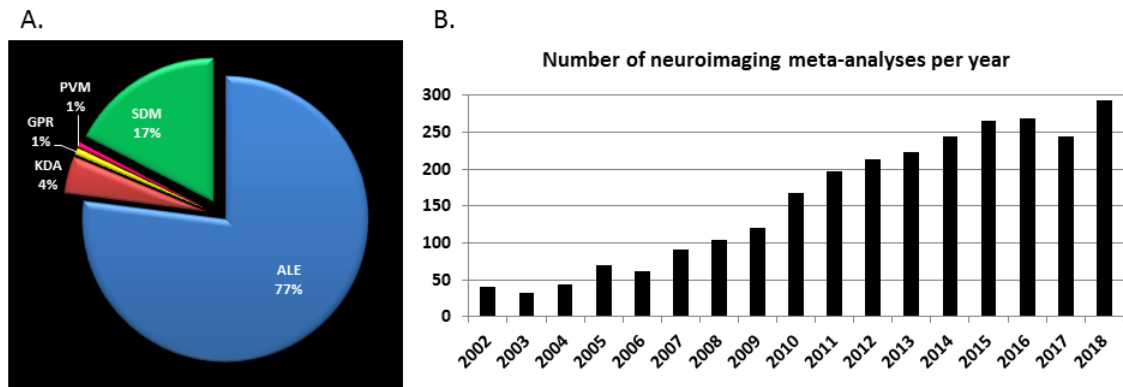 A.
PVM
1%
GPR
1%
KDA
4%
SDM
17%
ALE
77%
B.
Number of neuroimaging meta-analyses per year
300
250
200
150
100
50
0
2002 2003 2004 2005 2006 2007 2008 2009 2010 2011 2012 2013 2014 2015 2016 2017 2018